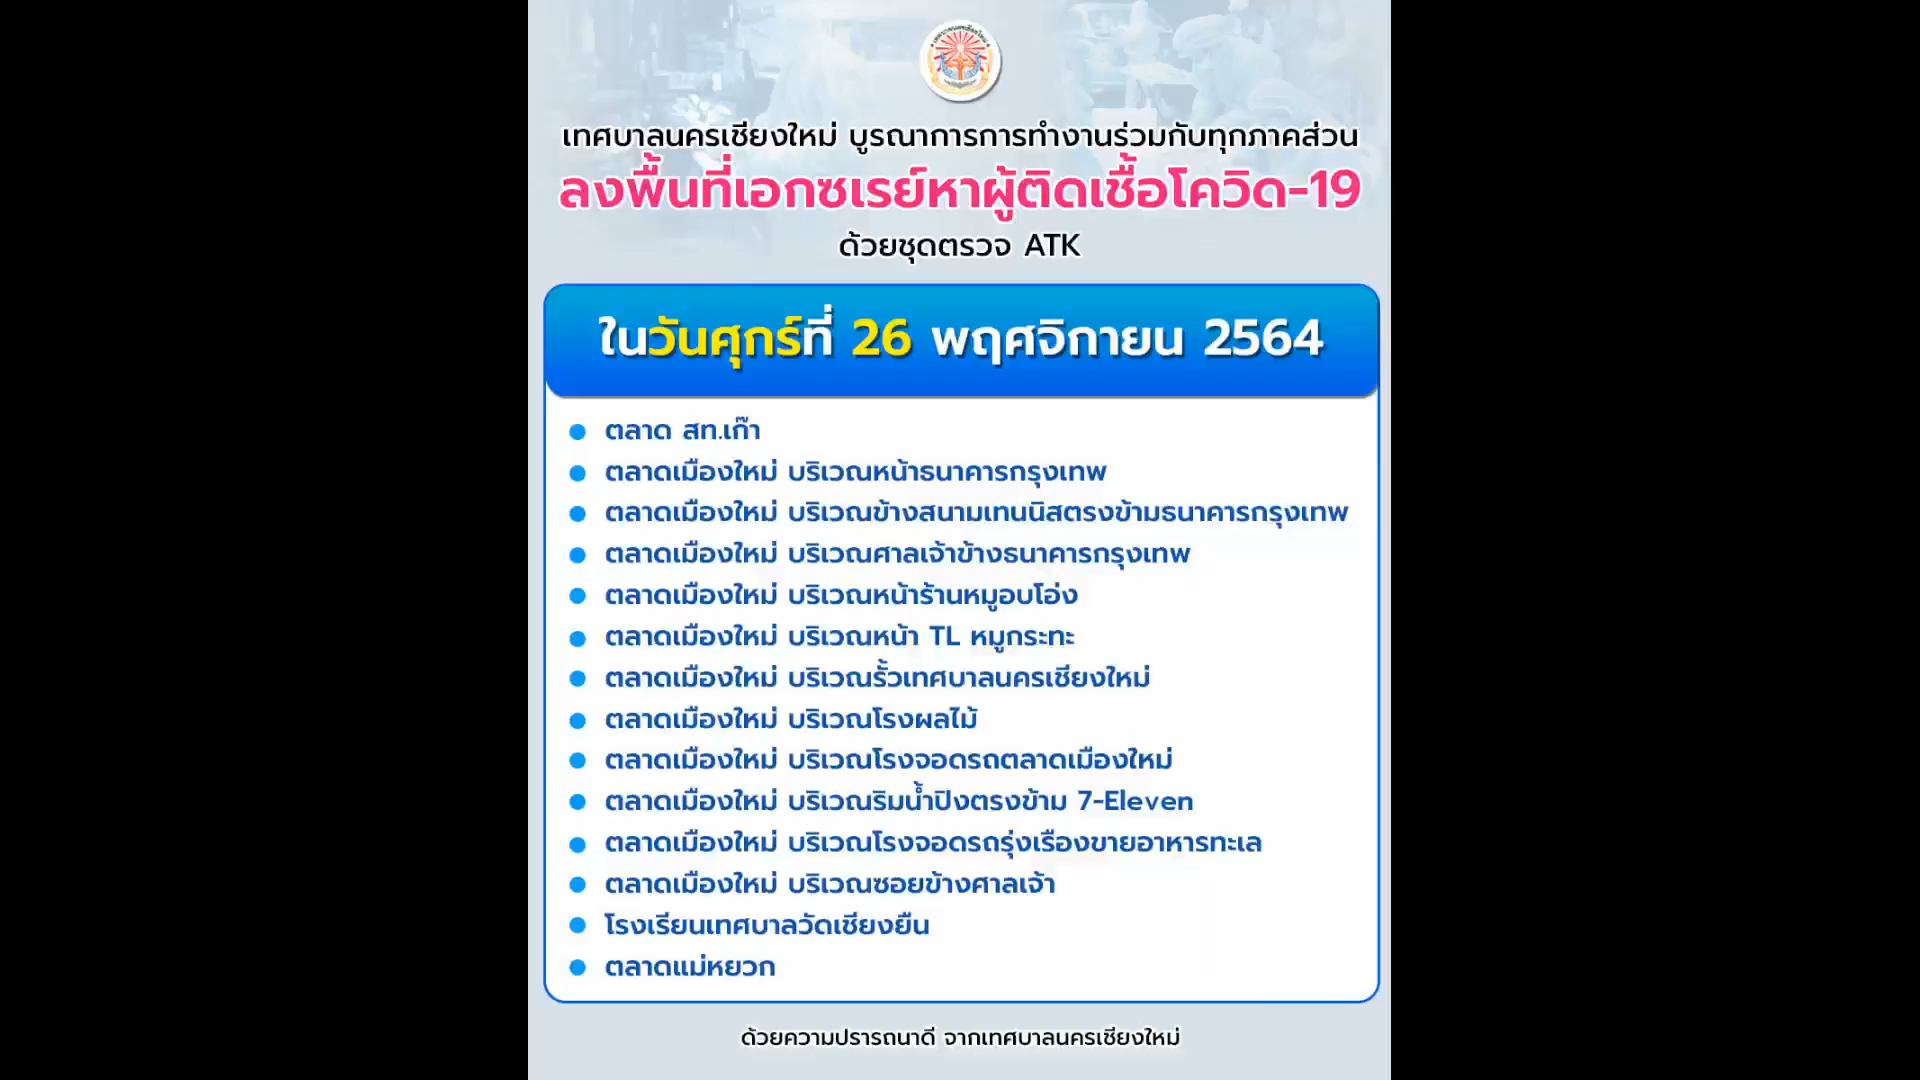 เทศบาลนครเชียงใหม่ บูรณาการการทำงานร่วมกับทุกภาคส่วน
ลงพื้นที่เอกซเรย์หาผู้ติดเชื้อโควิด-19
ด้วยชุดตรวจ ATK
ในวันศุกร์ที่ 26 พฤศจิกายน 2564
ตลาด สท.เก๊า
ตลาดเมืองใหม่ บริเวณหน้าธนาคารกรุงเทพ
ตลาดเมืองใหม่ บริเวณข้างสนามเทนนิสตรงข้ามธนาคารกรุงเทพ
ตลาดเมืองใหม่ บริเวณศาลเจ้าข้างธนาคารกรุงเทพ
ตลาดเมืองใหม่ บริเวณหน้าร้านหมูอบโอ่ง
ตลาดเมืองใหม่ บริเวณหน้า TL หมูกระทะ
ตลาดเมืองใหม่ บริเวณรั้วเทศบาลนครเชียงใหม่
ตลาดเมืองใหม่ บริเวณโรงผลไม้
ตลาดเมืองใหม่ บริเวณโรงจอดรถตลาดเมืองใหม่
ตลาดเมืองใหม่ บริเวณริมน้ำปิงตรงข้าม 7-Eleven
ตลาดเมืองใหม่ บริเวณโรงจอดรถรุ่งเรืองขายอาหารทะเล
ตลาดเมืองใหม่ บริเวณซอยข้างศาลเจ้า
โรงเรียนเทศบาลวัดเชียงยืน
ตลาดแม่หยวก
ด้วยความปรารถนาดี จากเทศบาลนครเชียงใหม่